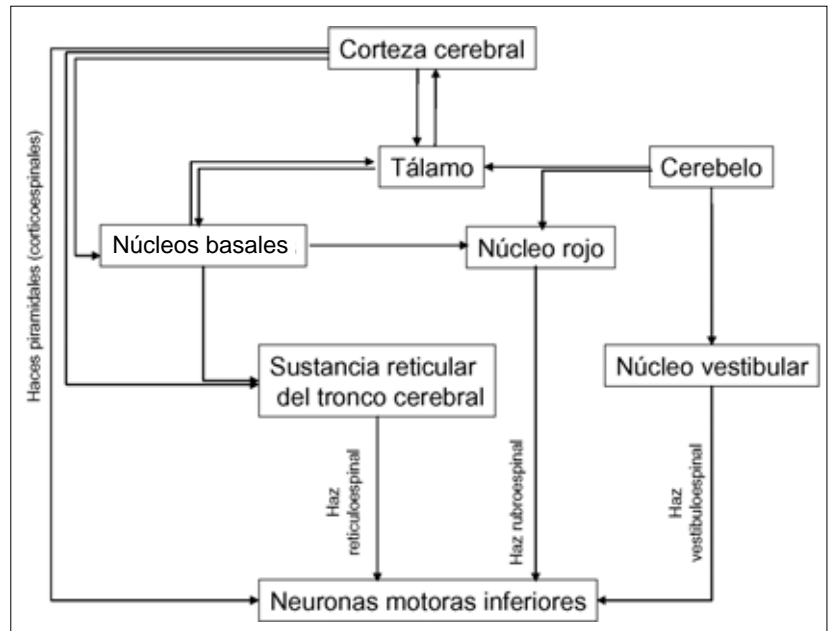 Corteza cerebral
Haces piramidales (corticoespinales)
Tálamo
Cerebelo
Núcleos basales
Núcleo rojo
Sustancia reticular
del tronco cerebral
Núcleo vestibular
Haz
reticuloespinal
Haz rubroespinal
Haz
vestibuloespinal
Neuronas motoras inferiores